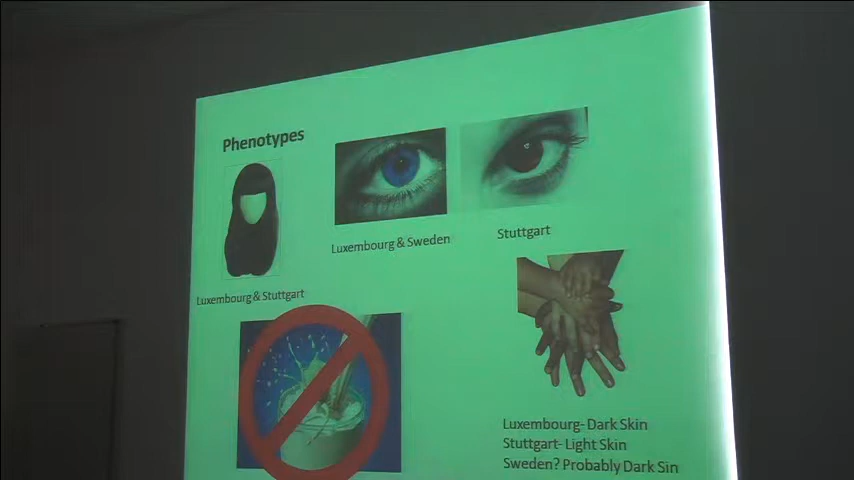 Phenotypes
Luxembourg & Sweden
Stuttgart
Luxembourg & Stuttgart
Luxembourg- Dark Skin
Stuttgart- Light Skin
Sweden? Probably Dark Sin